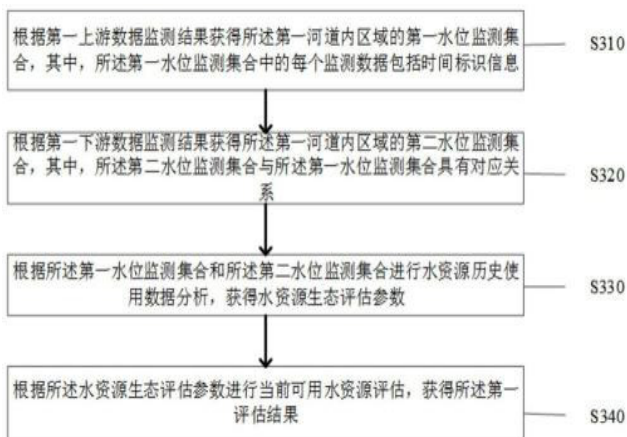 根据第一上游数据监测结果获得所述第一河道内区域的第一水位监测集
合，其中，所述第一水位监测集合中的每个监测数据包括时间标识信息
S310
根据第一下游数据监测结果获得所述第一河道内区域的第二水位监测集
合，其中，所述第二水位监测集合与所述第一水位监测集合具有对应关
系
S320
根据所述第一水位监测集合和所述第二水位监测集合进行水资源历史使
用数据分析，获得水资源生态评估参数
S330
根据所述水资源生态评估参数进行当前可用水资源评估，获得所述第一
评估结果
S340